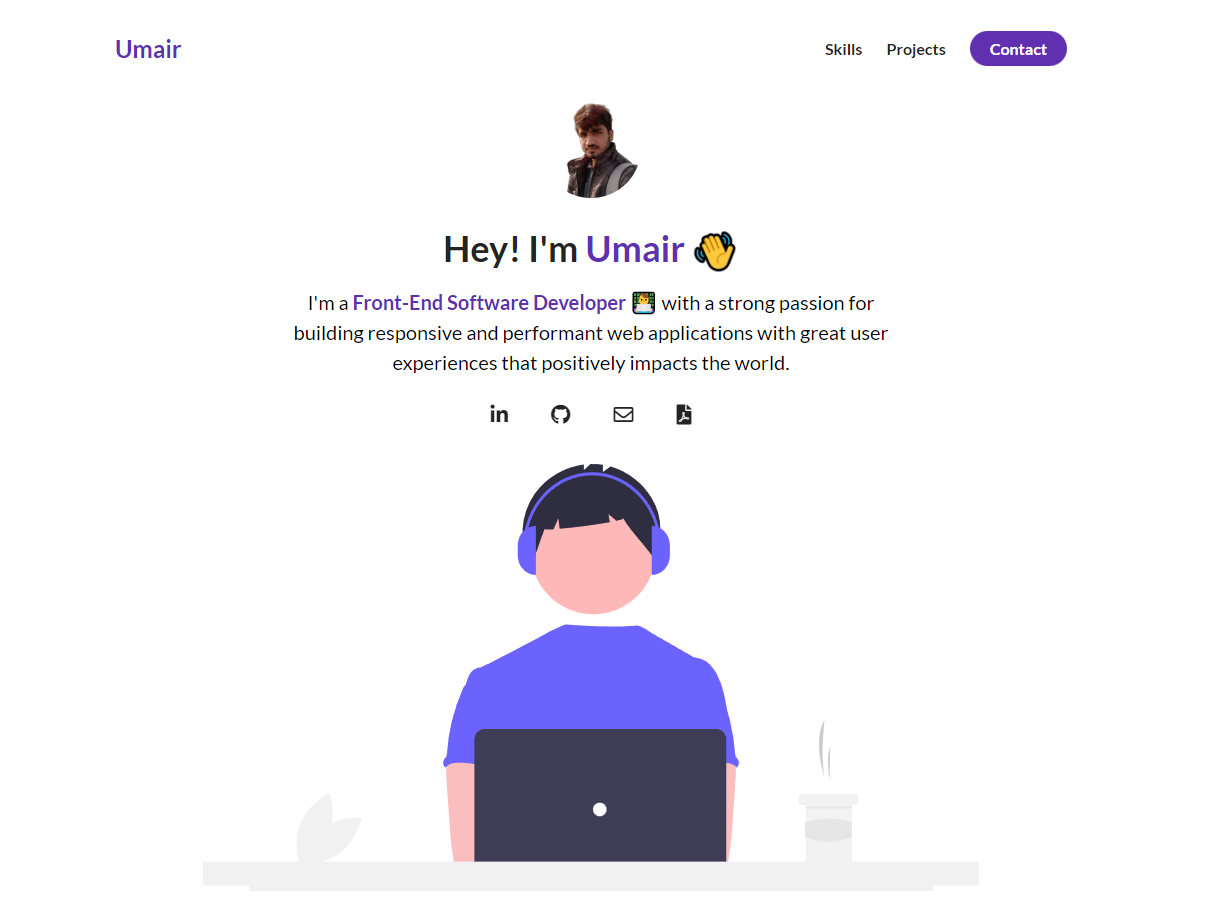 Umair
Skills Projects Contact
Hey! I'm Umair 👋
I'm a Front-End Software Developer 👨‍💻 with a strong passion for
building responsive and performant web applications with great user
experiences that positively impacts the world.
in